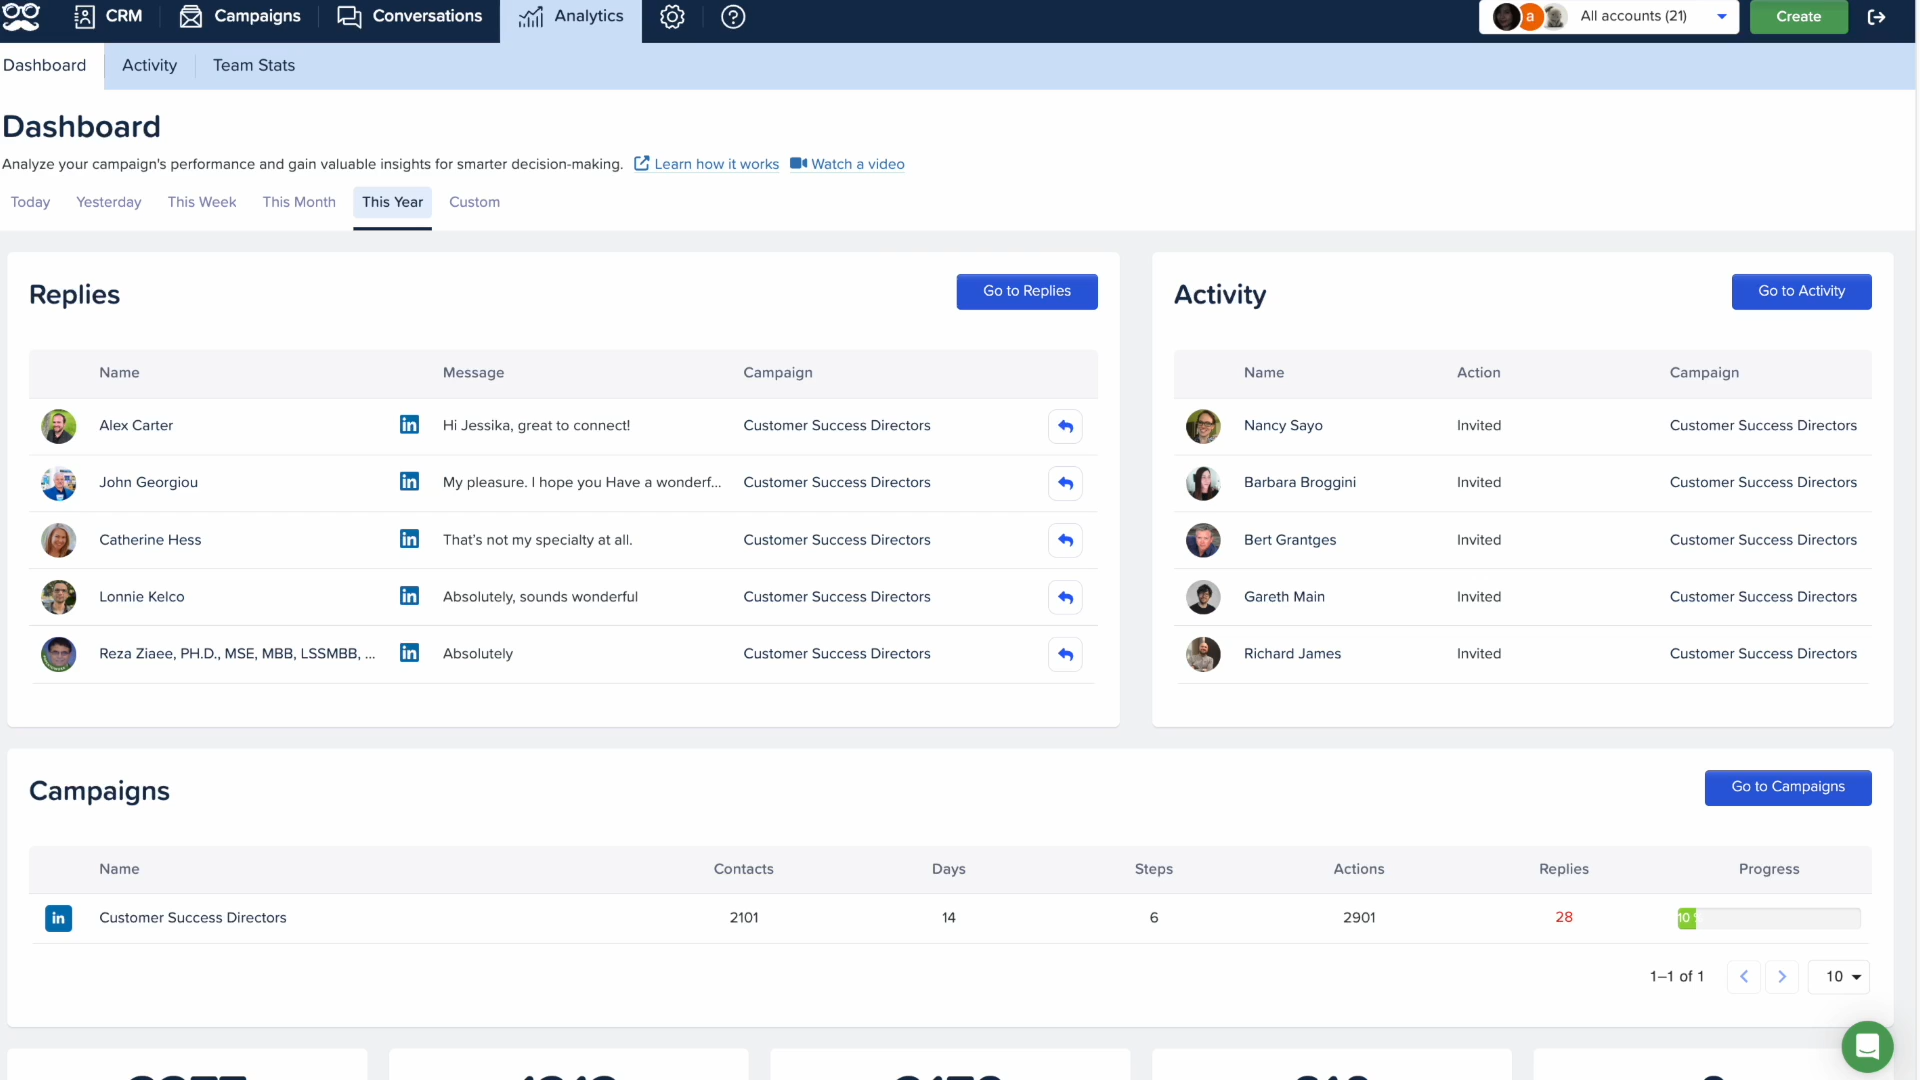 CRM Campaigns Conversations Analytics a All accounts (21) Create
Dashboard Activity Team Stats
Dashboard
Analyze your campaign's performance and gain valuable insights for smarter decision-making. Learn how it works Watch a video
Today Yesterday This Week This Month This Year Custom
Replies Go to Replies
Name Message Campaign
Alex Carter in Hi Jessika, great to connect! Customer Success Directors
John Georgiou in My pleasure. I hope you Have a wonderf... Customer Success Directors
Catherine Hess in That's not my specialty at all. Customer Success Directors
Lonnie Kelco in Absolutely, sounds wonderful Customer Success Directors
Reza Ziaee, PH.D., MSE, MBB, LSSMBB, ... in Absolutely Customer Success Directors
Activity Go to Activity
Name Action Campaign
Nancy Sayo Invited Customer Success Directors
Barbara Broggini Invited Customer Success Directors
Bert Grantges Invited Customer Success Directors
Gareth Main Invited Customer Success Directors
Richard James Invited Customer Success Directors
Campaigns Go to Campaigns
Name Contacts Days Steps Actions Replies Progress
in Customer Success Directors 2101 14 6 2901 28 10
1–1 of 1 10